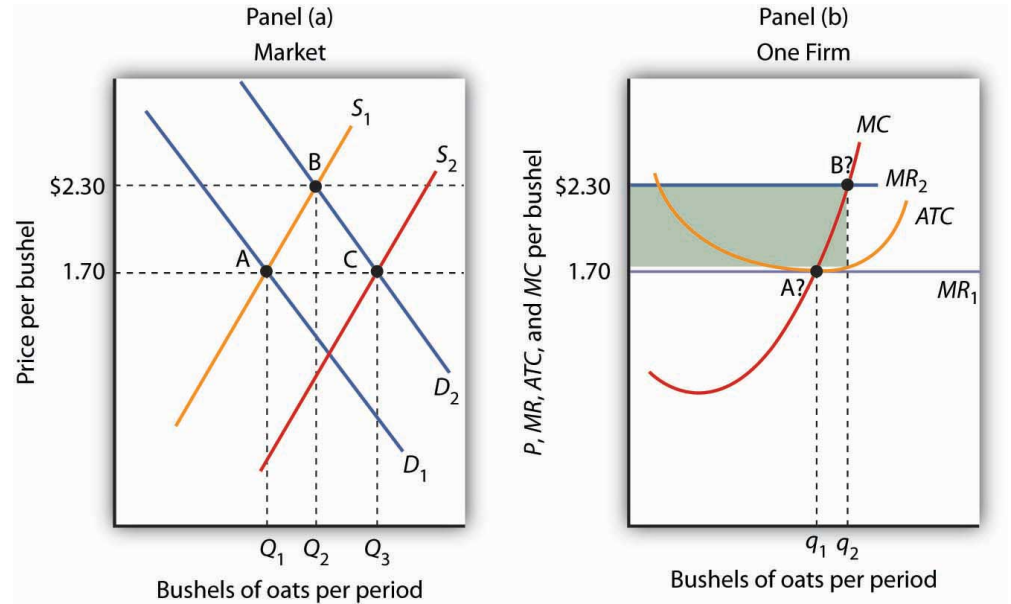 Panel (a)
Market
Price per bushel
$2.30
1.70
S1
S2
A
B
C
D2
D1
Q1 Q2 Q3
Bushels of oats per period
Panel (b)
One Firm
P, MR, ATC, and MC per bushel
$2.30
1.70
MC
B?
MR2
ATC
A?
MR1
q1 q2
Bushels of oats per period